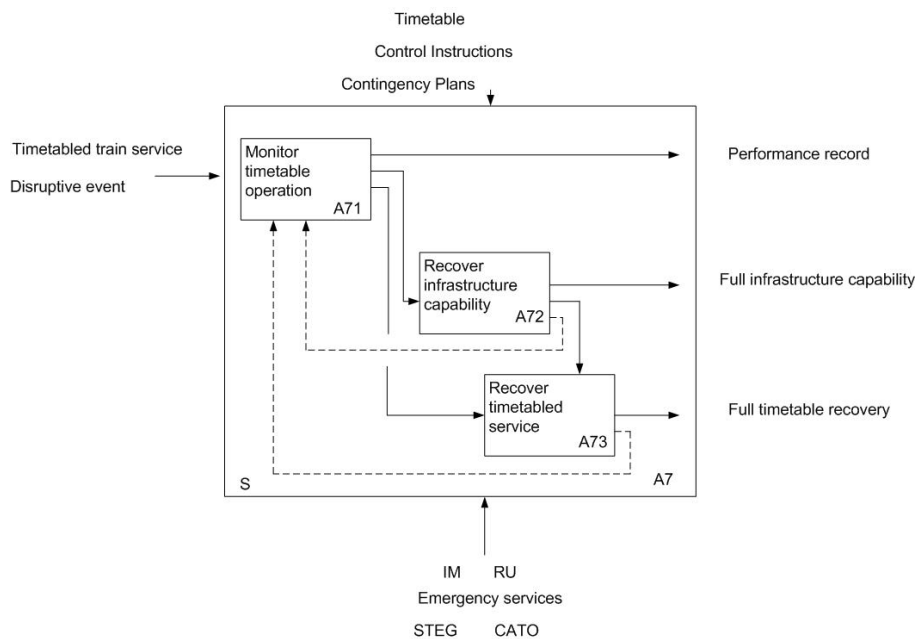 Timetable
Control Instructions
Contingency Plans
Timetabled train service
Disruptive event
Monitor
timetable
operation
A71
Performance record
Recover
infrastructure
capability
A72
Full infrastructure capability
Recover
timetabled
service
A73
Full timetable recovery
S
A7
IM RU
Emergency services
STEG CATO